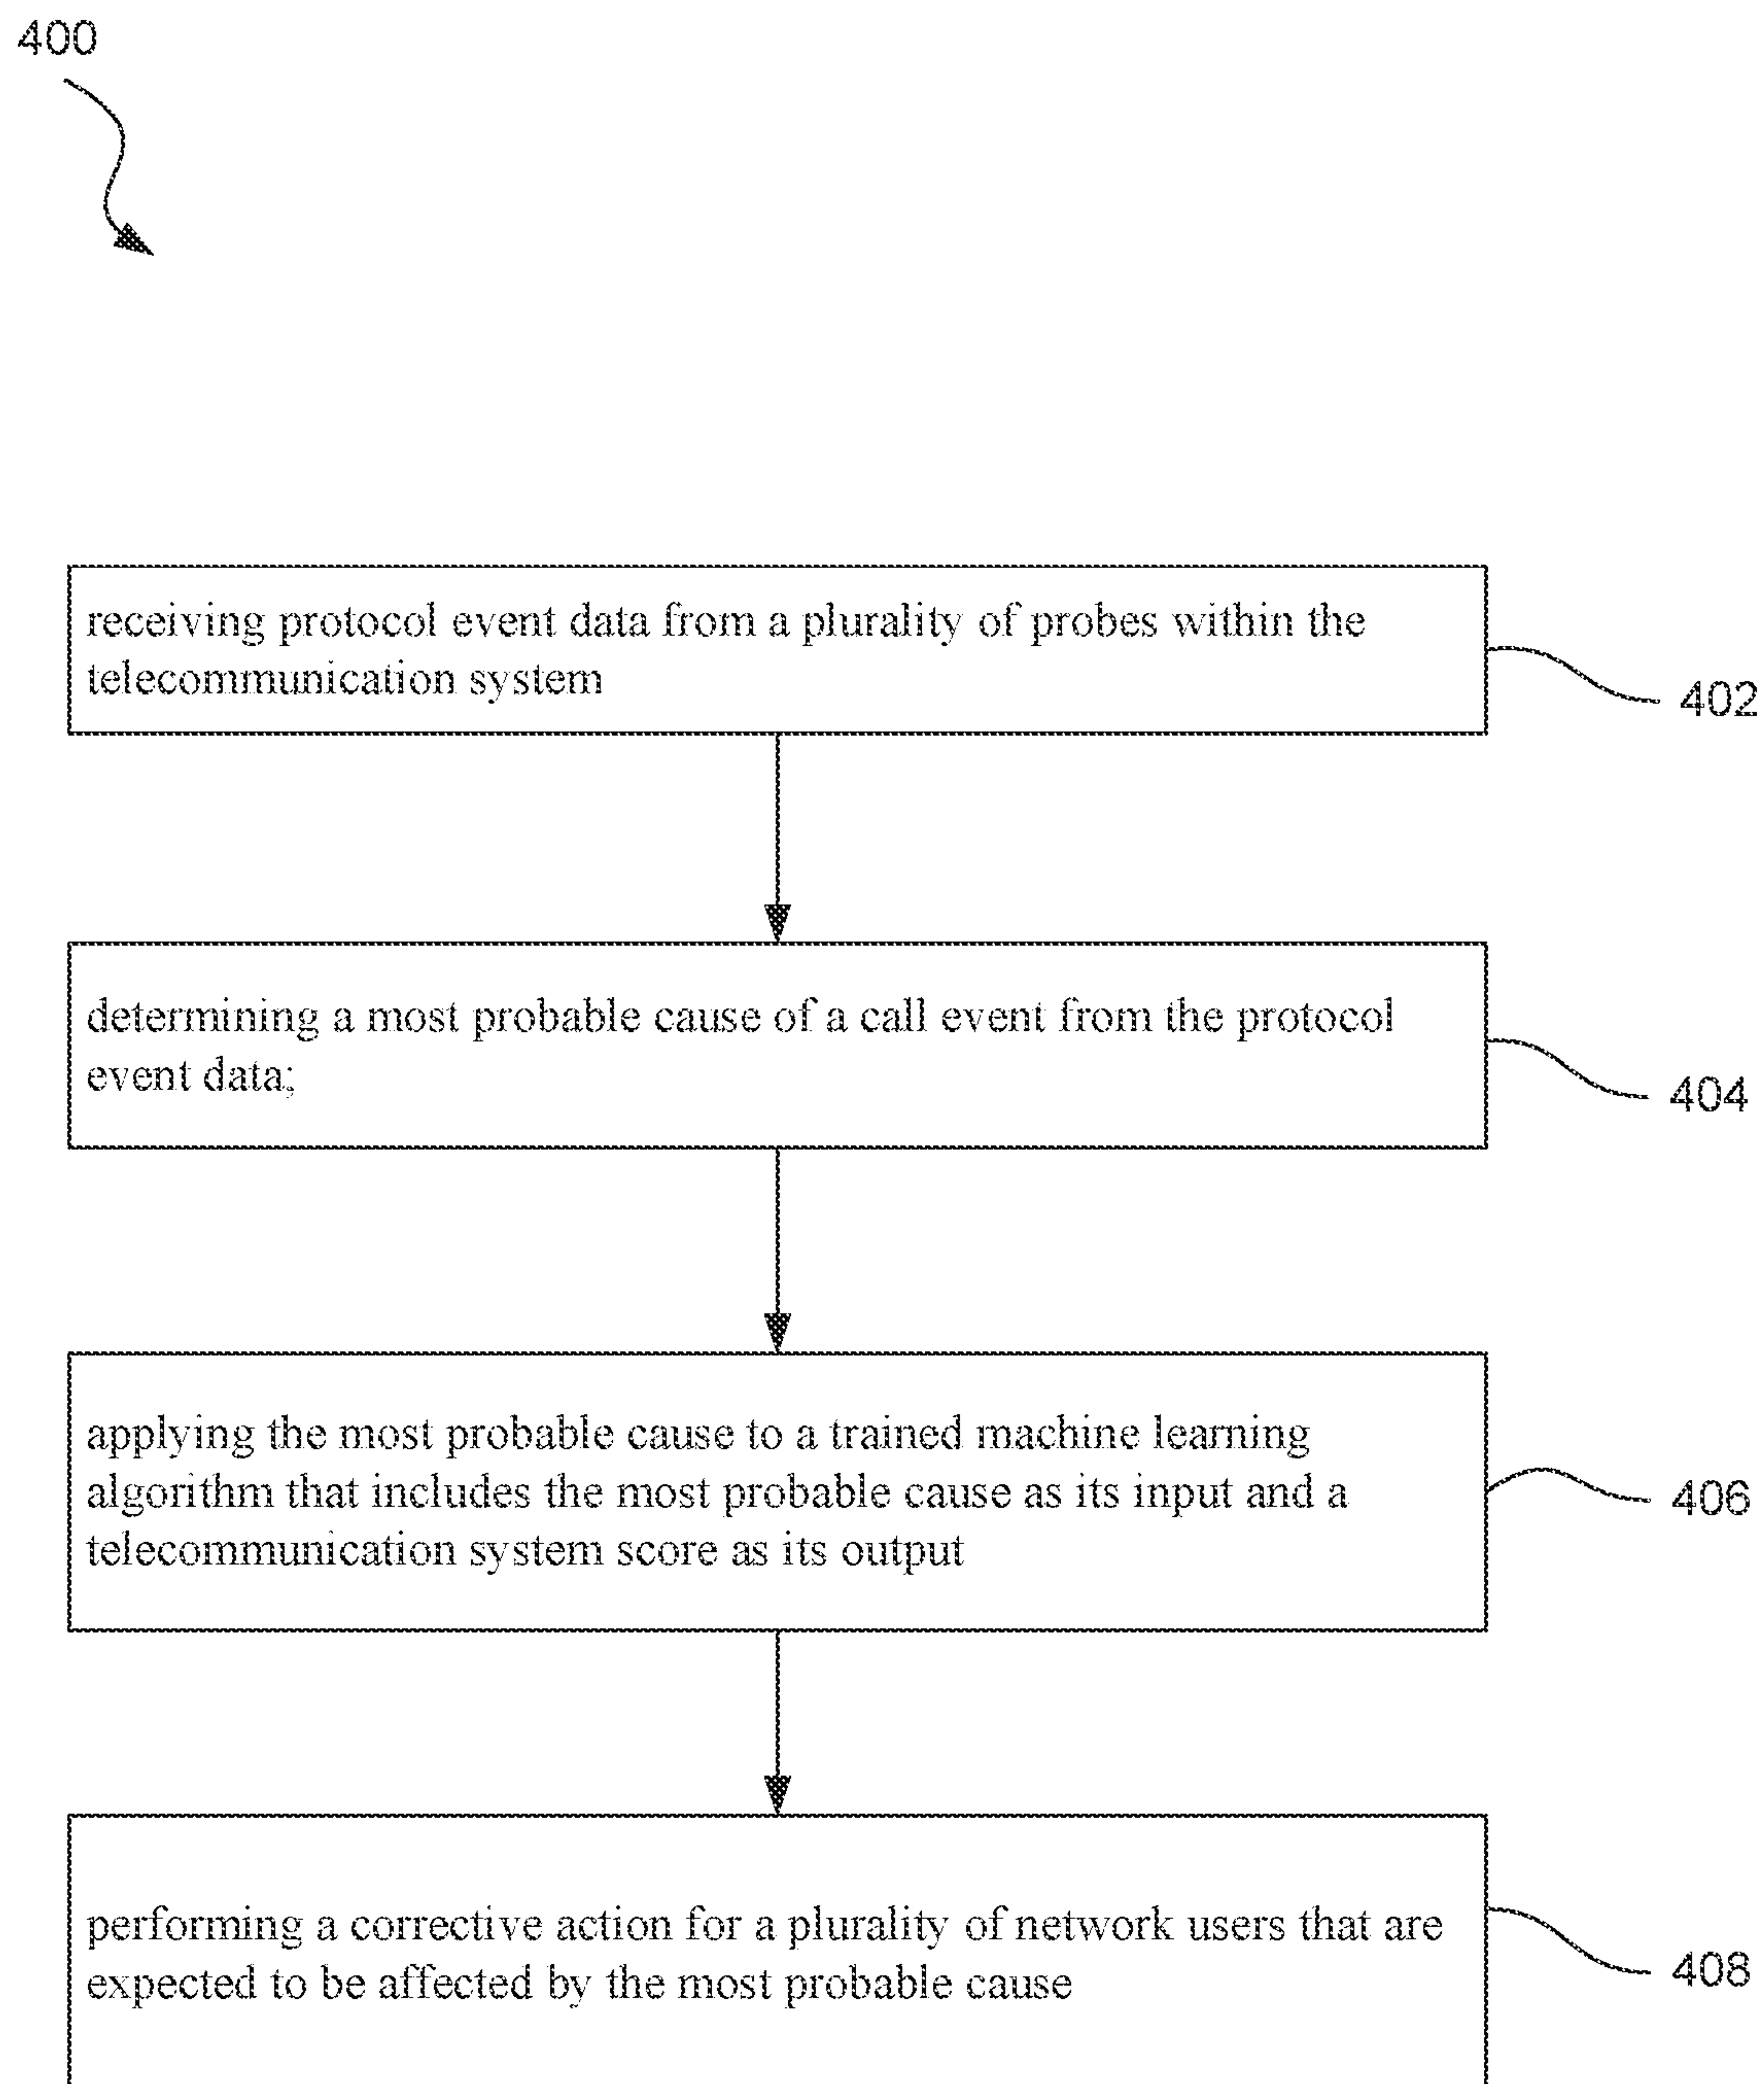 400
receiving protocol event data from a plurality of probes within the
telecommunication system
402
determining a most probable cause of a call event from the protocol
event data;
404
applying the most probable cause to a trained machine learning
algorithm that includes the most probable cause as its input and a
telecommunication system score as its output
406
performing a corrective action for a plurality of network users that are
expected to be affected by the most probable cause
408